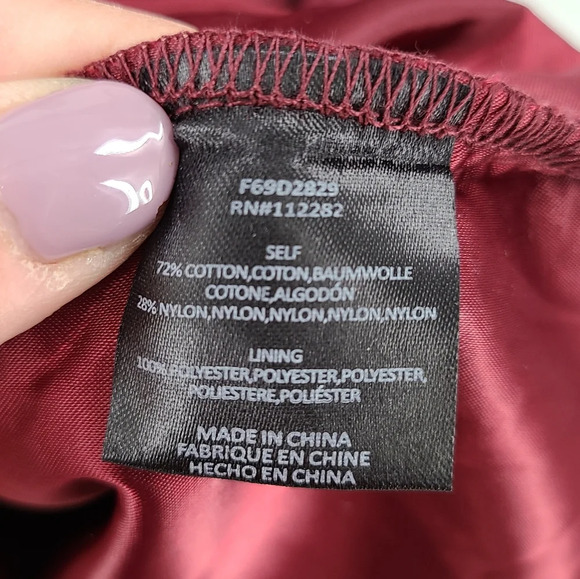 F69D2829
RN#112282
SELF
72% COTTON,COTON,BAUMWOLLE
COTONE,ALGODÓN
28% NYLON,NYLON,NYLON,NYLON,NYLON
LINING
100% POLYESTER,POLYESTER,POLYESTER,
POLIESTERE,POLIÉSTER
MADE IN CHINA
FABRIQUE EN CHINE
HECHO EN CHINA